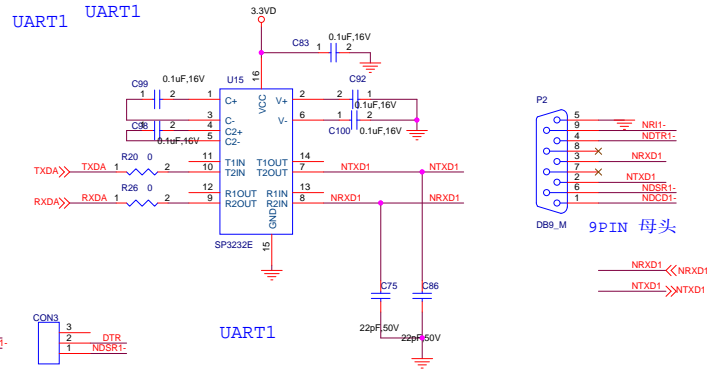 UART1
UART1
3.3VD
C83
0.1uF,16V
1
2
C99
0.1uF,16V
1
2
C98
1
2
0.1uF,16V
U15
16
VCC
1
C+
3
C-
4
C2+
5
C2-
V+
2
V-
6
C92
1
2
0.1uF,16V
1
2
C100
0.1uF,16V
11
T1IN
10
T2IN
T1OUT
14
T2OUT
7
12
R1OUT
9
R2OUT
R1IN
13
R2IN
8
GND
15
SP3232E
TXDA
TXDA
1
R20
0
2
RXDA
RXDA
1
R26
0
2
NTXD1
NTXD1
NRXD1
NRXD1
C75
22pF,50V
C86
22pF,50V
UART1
P2
5
9
NRI1-
4
NDTR1-
8
3
NRXD1
7
2
NTXD1
6
NDSR1-
1
NDCD1-
DB9_M
9PIN 母头
NRXD1
NRXD1
NTXD1
NTXD1
CON3
3
2
DTR
1
NDSR1-